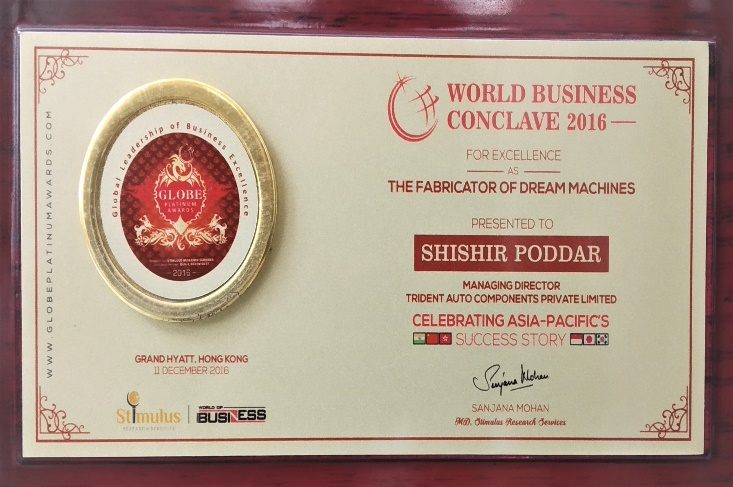 WORLD BUSINESS
CONCLAVE 2016
FOR EXCELLENCE
AS
THE FABRICATOR OF DREAM MACHINES
PRESENTED TO
SHISHIR PODDAR
MANAGING DIRECTOR
TRIDENT AUTO COMPONENTS PRIVATE LIMITED
CELEBRATING ASIA-PACIFIC'S
SUCCESS STORY
Sanjana Mohan
SANJANA MOHAN
MD, Stimulus Research Services
WWW.GLOBEPLATINUMAWARDS.COM
Global Leadership of Business Excellence
GLOBE
PLATINUM
AWARDS
-2016-
GRAND HYATT, HONG KONG
11 DECEMBER 2016
Stimulus
RESEARCH SERVICES
WORLD OF
BUSINESS